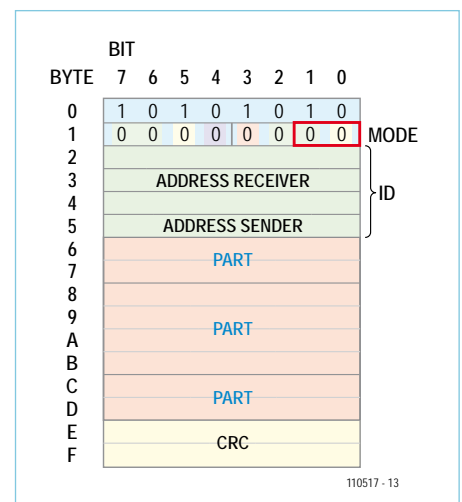 BIT
BYTE 7 6 5 4 3 2 1 0
0 1 0 1 0 1 0 1 0
1 0 0 0 0 0 0 0 0 MODE
2
3 ADDRESS RECEIVER ID
4
5 ADDRESS SENDER
6 PART
7
8
9 PART
A
B
C PART
D
E CRC
F
110517 - 13